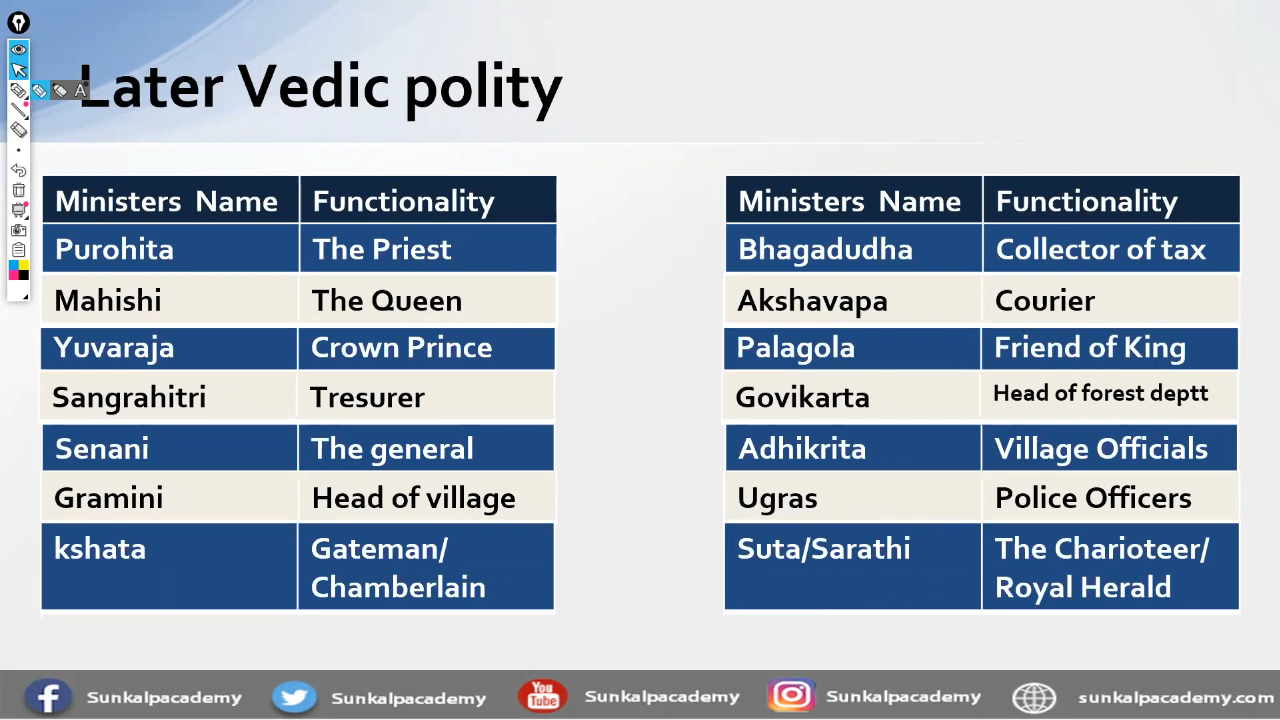 Later Vedic polity
Ministers Name Functionality
Purohita The Priest
Mahishi The Queen
Yuvaraja Crown Prince
Sangrahitri Tresurer
Senani The general
Gramini Head of village
kshata Gateman/
Chamberlain
Ministers Name Functionality
Bhagadudha Collector of tax
Akshavapa Courier
Palagola Friend of King
Govikarta Head of forest deptt
Adhikrita Village Officials
Ugras Police Officers
Suta/Sarathi The Charioteer/
Royal Herald
A
f Sunkalpacademy Sunkalpacademy You Tube Sunkalpacademy Sunkalpacademy sunkalpacademy.com